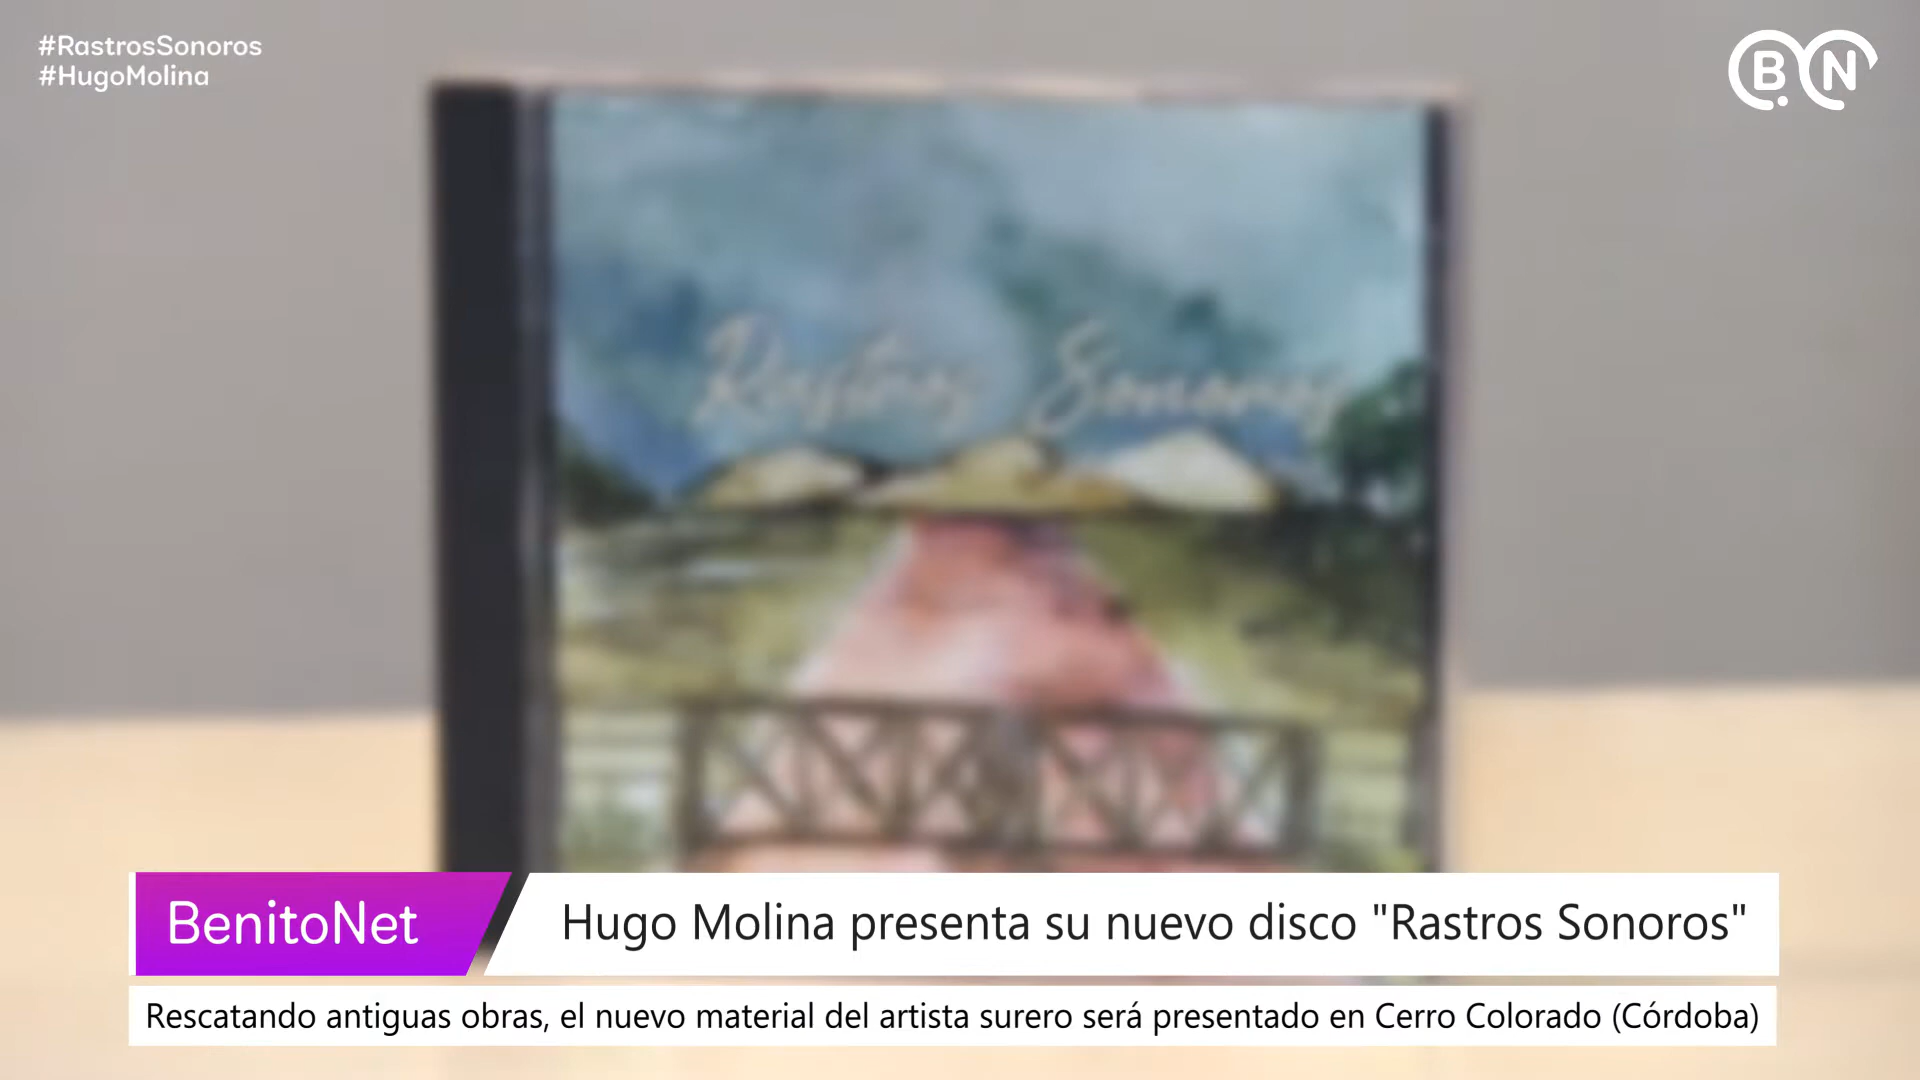 #RastrosSonoros
#HugoMolina
B.N
Rastros Sonoros
BenitoNet
Hugo Molina presenta su nuevo disco "Rastros Sonoros"
Rescatando antiguas obras, el nuevo material del artista surero será presentado en Cerro Colorado (Córdoba)